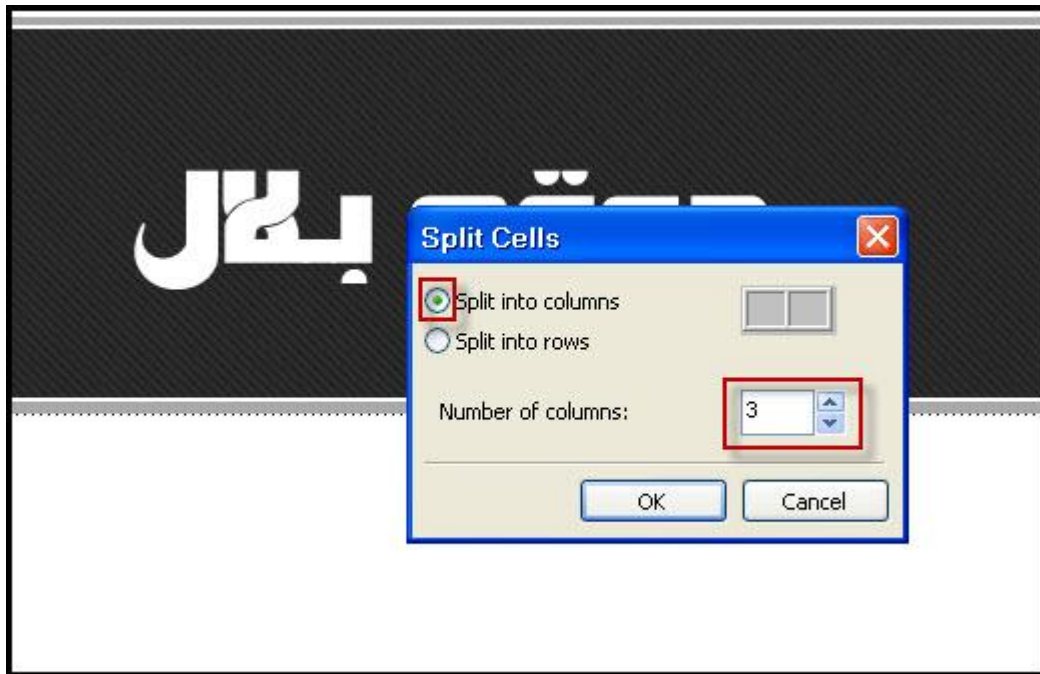 بلال
Split Cells
Split into columns
Split into rows
Number of columns:
3
OK
Cancel